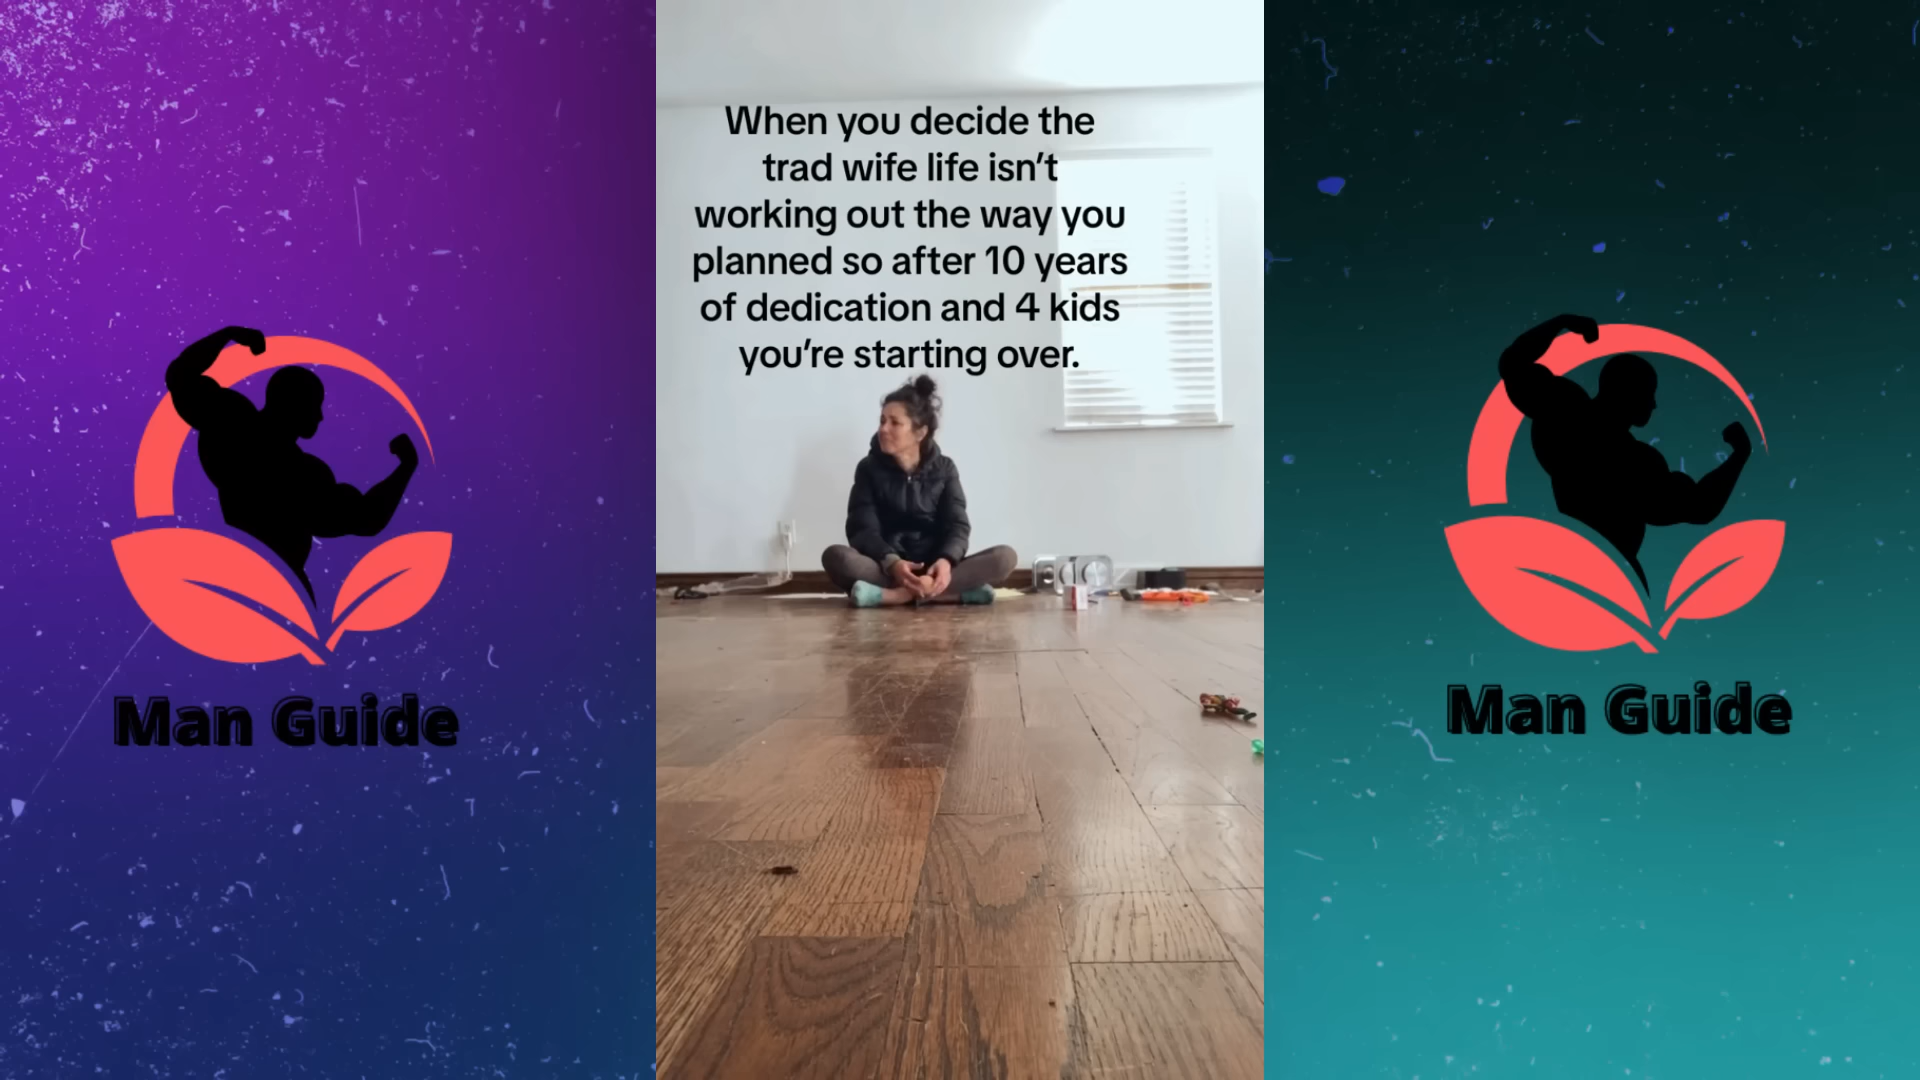 When you decide the
trad wife life isn't
working out the way you
planned so after 10 years
of dedication and 4 kids
you're starting over.
Man Guide
Man Guide